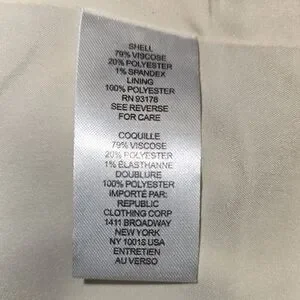 SHELL
79% VISCOSE
20% POLYESTER
1% SPANDEX
LINING
100% POLYESTER
RN 93178
SEE REVERSE
FOR CARE
COQUILLE
79% VISCOSE
20% POLYESTER
1% ÉLASTHANNE
DOUBLURE
100% POLYESTER
IMPORTÉ PAR:
REPUBLIC
CLOTHING CORP
1411 BROADWAY
NEW YORK
NY 10018 USA
ENTRETIEN
AU VERSO